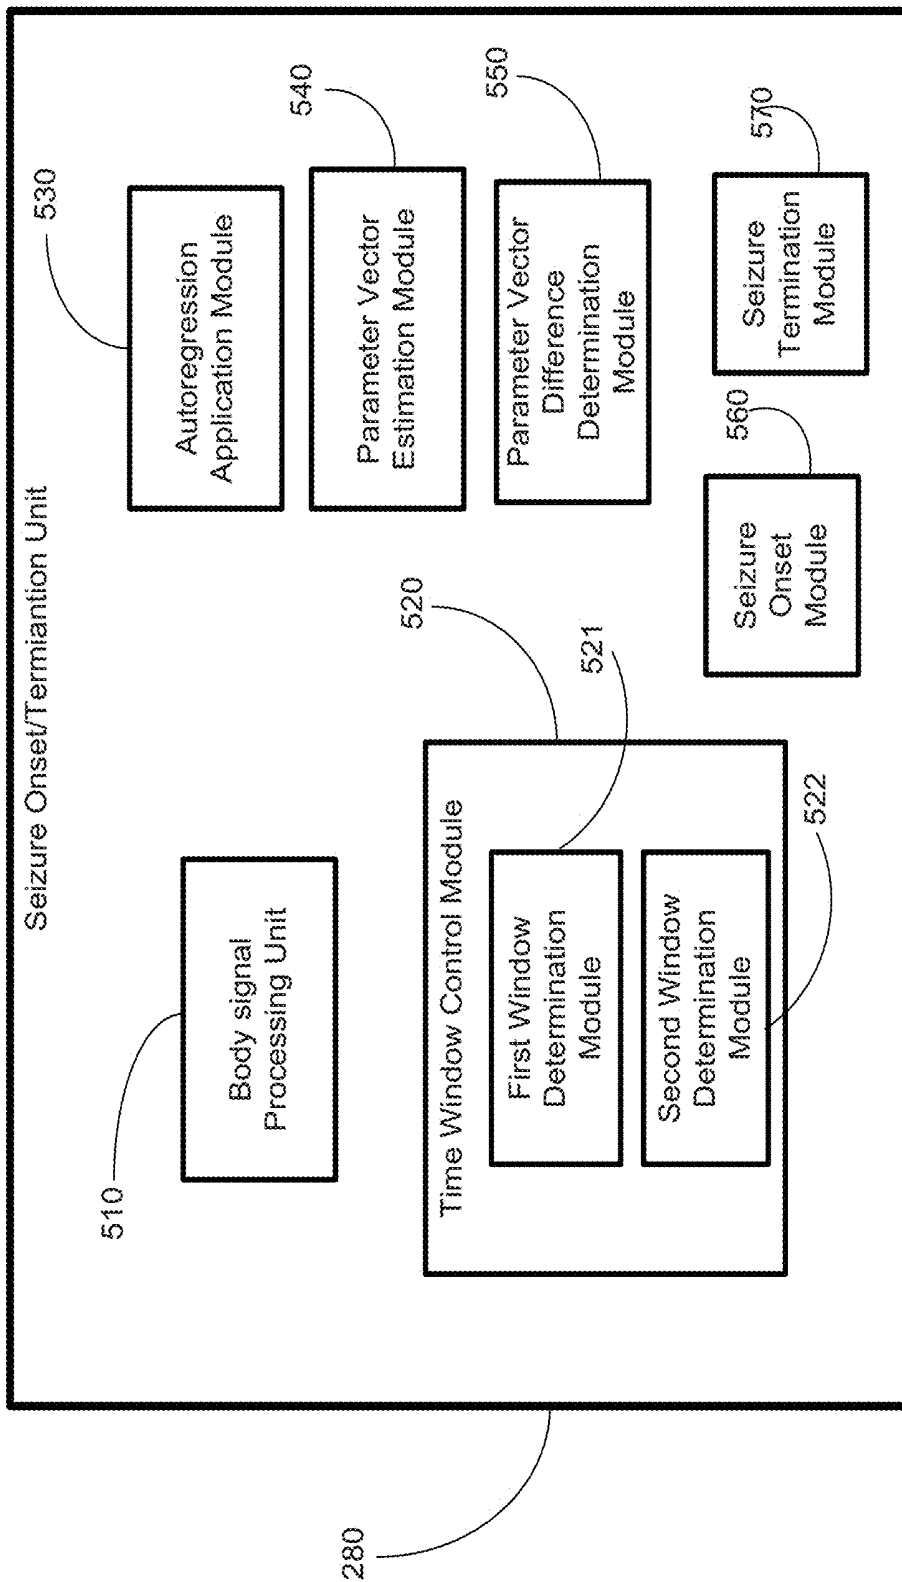 Seizure Onset/Termiantion Unit
510
Body signal
Processing Unit
530
Autoregression
Application Module
540
Parameter Vector
Estimation Module
550
Parameter Vector
Difference
Determination
Module
520
Time Window Control Module
521
First Window
Determination
Module
522
Second Window
Determination
Module
560
Seizure
Onset
Module
570
Seizure
Termination
Module
280